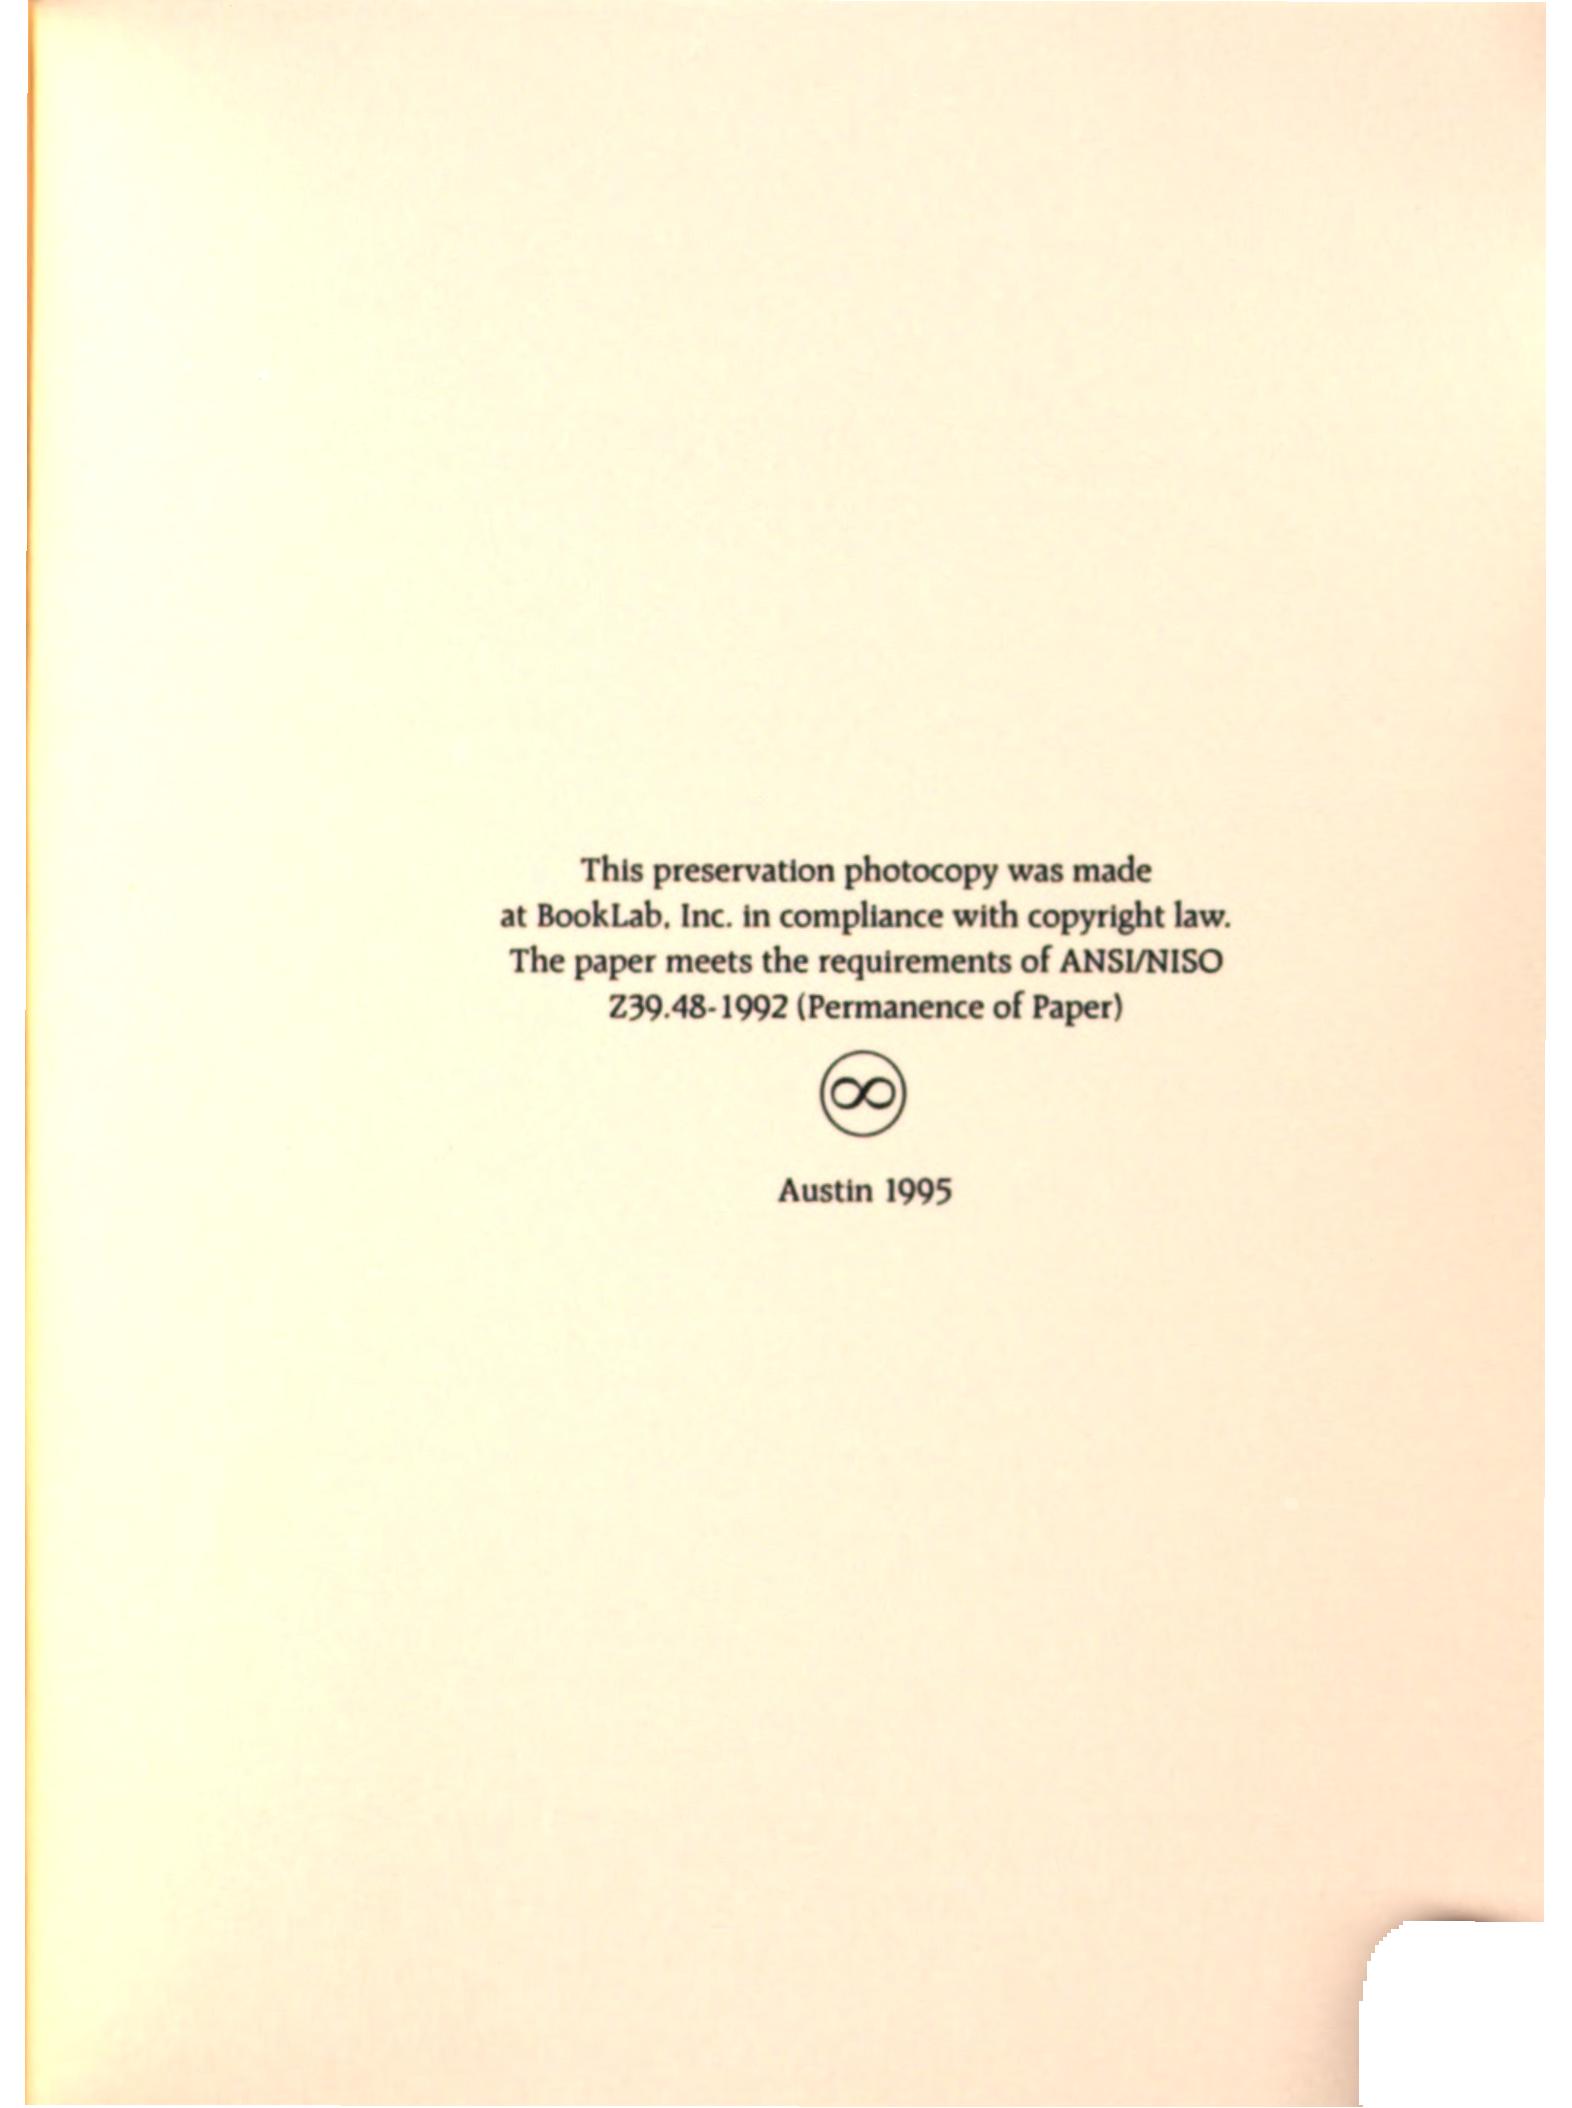 This preservation photocopy was made
at BookLab, Inc. in compliance with copyright law.
The paper meets the requirements of ANSI/NISO
Z39.48-1992 (Permanence of Paper)
∞
Austin 1995